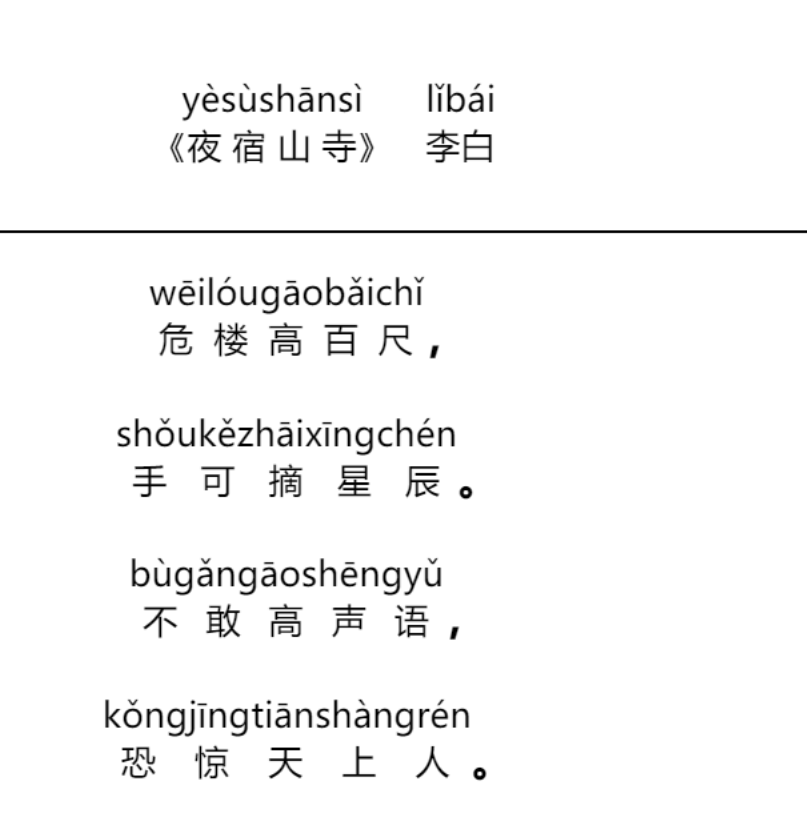 yèsùshānsì lǐbái
《夜宿山寺》 李白
wēilóugāobǎichǐ
危楼高百尺，
shǒukězhāixīngchén
手可摘星辰。
bùgǎngāoshēngyǔ
不敢高声语，
kǒngjīngtiānshàngrén
恐惊天上人。